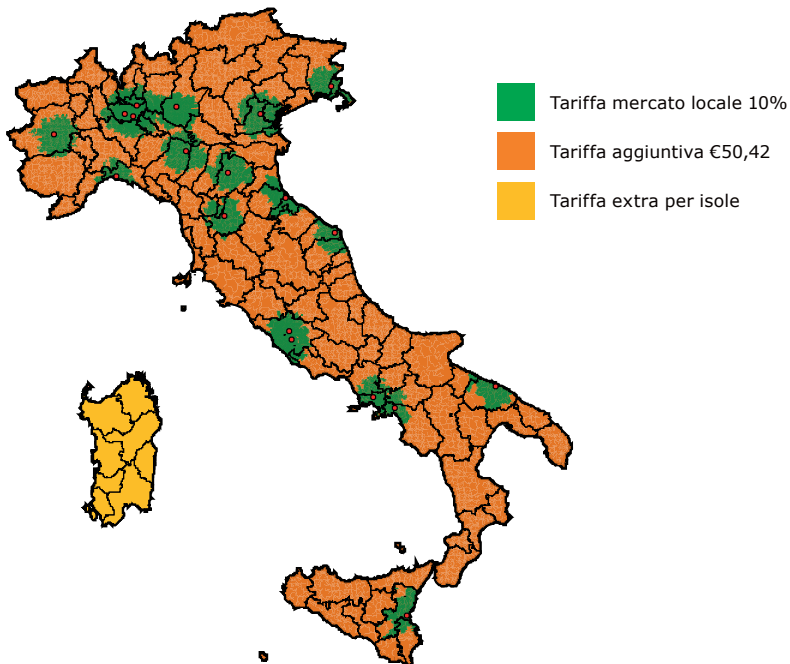 Tariffa mercato locale 10%
Tariffa aggiuntiva €50,42
Tariffa extra per isole